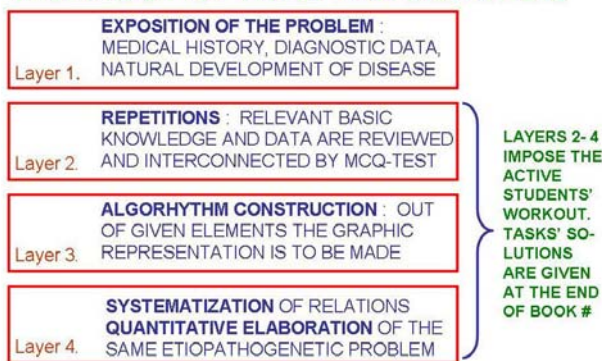 EXPOSITION OF THE PROBLEM :
MEDICAL HISTORY, DIAGNOSTIC DATA,
NATURAL DEVELOPMENT OF DISEASE
Layer 1.
REPETITIONS : RELEVANT BASIC
KNOWLEDGE AND DATA ARE REVIEWED
AND INTERCONNECTED BY MCQ-TEST
Layer 2.
ALGORHYTHM CONSTRUCTION : OUT
OF GIVEN ELEMENTS THE GRAPHIC
REPRESENTATION IS TO BE MADE
Layer 3.
SYSTEMATIZATION OF RELATIONS
QUANTITATIVE ELABORATION OF THE
SAME ETIOPATHOGENETIC PROBLEM
Layer 4.
LAYERS 2- 4
IMPOSE THE
ACTIVE
STUDENTS'
WORKOUT.
TASKS' SO-
LUTIONS
ARE GIVEN
AT THE END
OF BOOK #